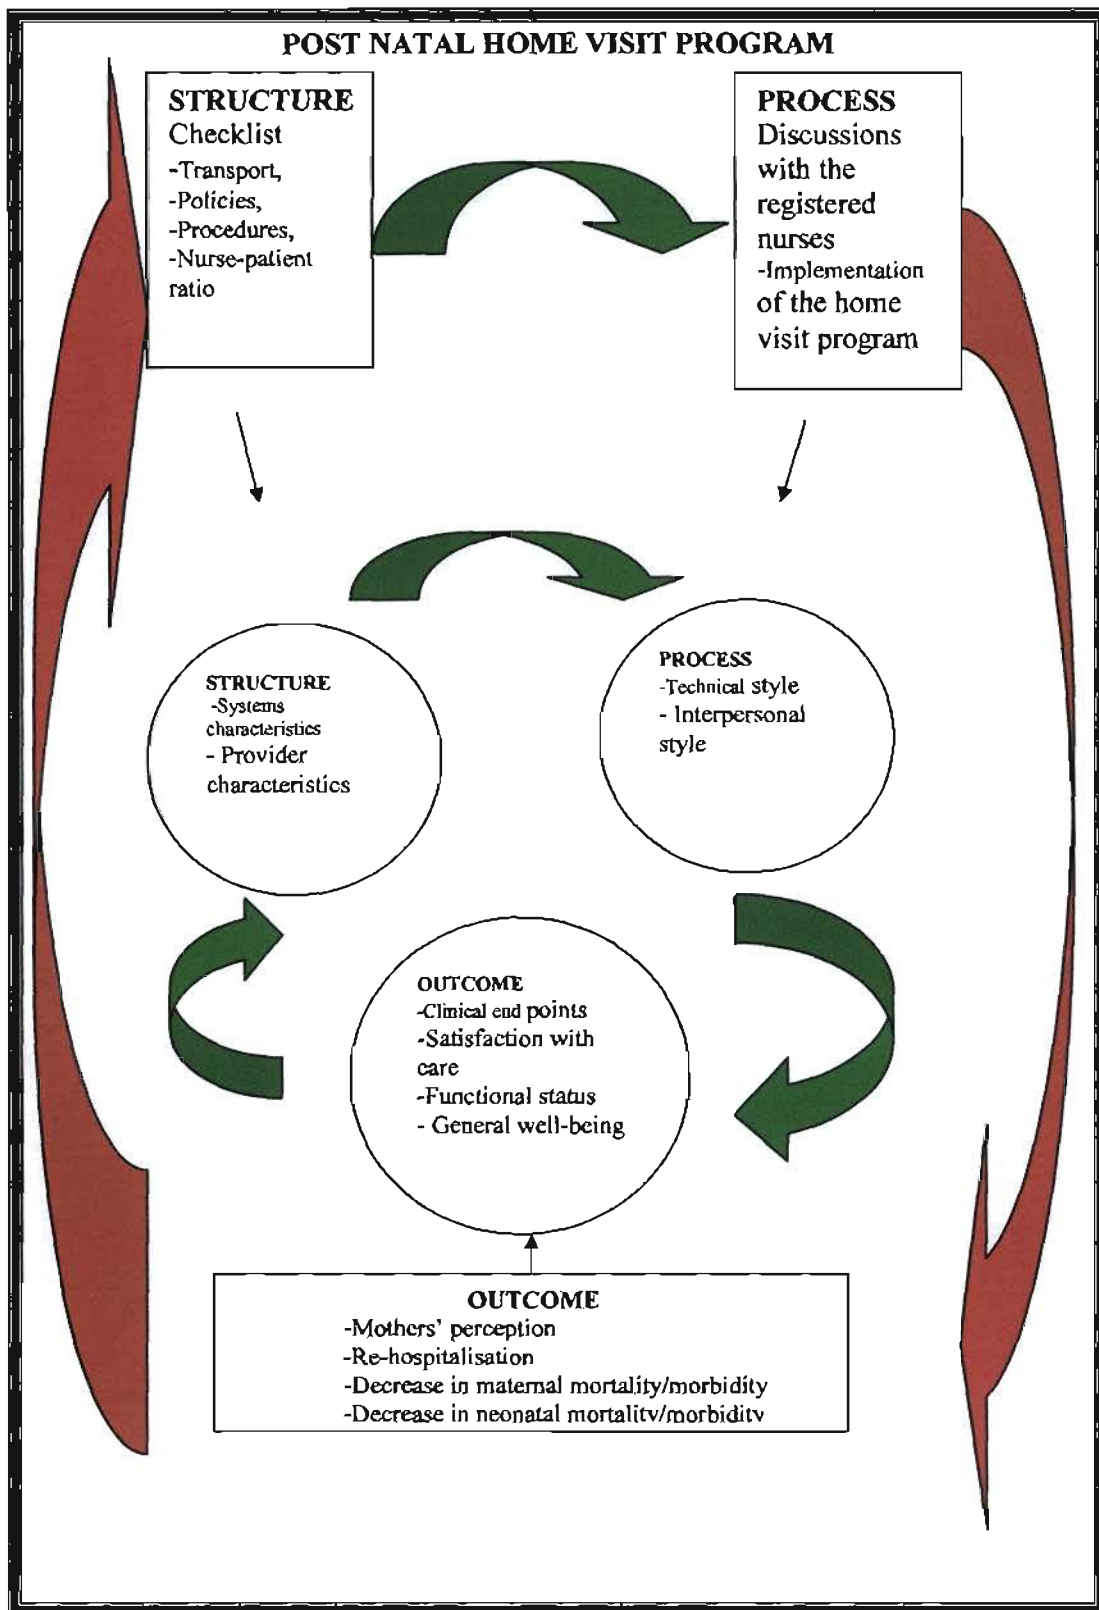 POST NATAL HOME VISIT PROGRAM
STRUCTURE
Checklist
-Transport,
-Policies,
-Procedures,
-Nurse-patient
ratio
PROCESS
Discussions
with the
registered
nurses
-Implementation
of the home
visit program
STRUCTURE
-Systems
characteristics
- Provider
characteristics
PROCESS
-Technical style
- Interpersonal
style
OUTCOME
-Clinical end points
-Satisfaction with
care
-Functional status
- General well-being
OUTCOME
-Mothers' perception
-Re-hospitalisation
-Decrease in maternal mortality/morbidity
-Decrease in neonatal mortality/morbidity